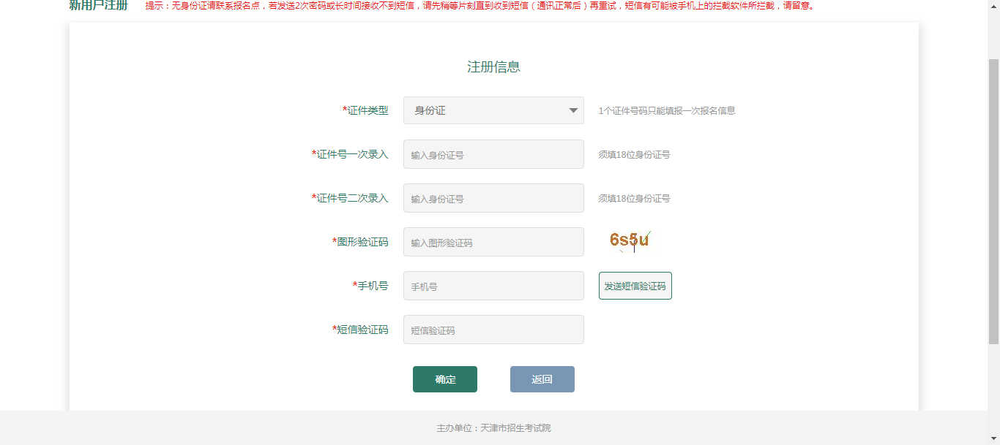 新用户注册 提示：无身份证请联系报名点，若发送2次密码或长时间接收不到短信，请先稍等片刻直到收到短信（通讯正常后）再重试，短信有可能被手机上的拦截软件所拦截，请留意。
注册信息
*证件类型 身份证 1个证件号码只能填报一次报名信息
*证件号一次录入 输入身份证号 须填18位身份证号
*证件号二次录入 输入身份证号 须填18位身份证号
*图形验证码 输入图形验证码 6s5u
*手机号 手机号 发送短信验证码
*短信验证码 短信验证码
确定 返回
主办单位：天津市招生考试院